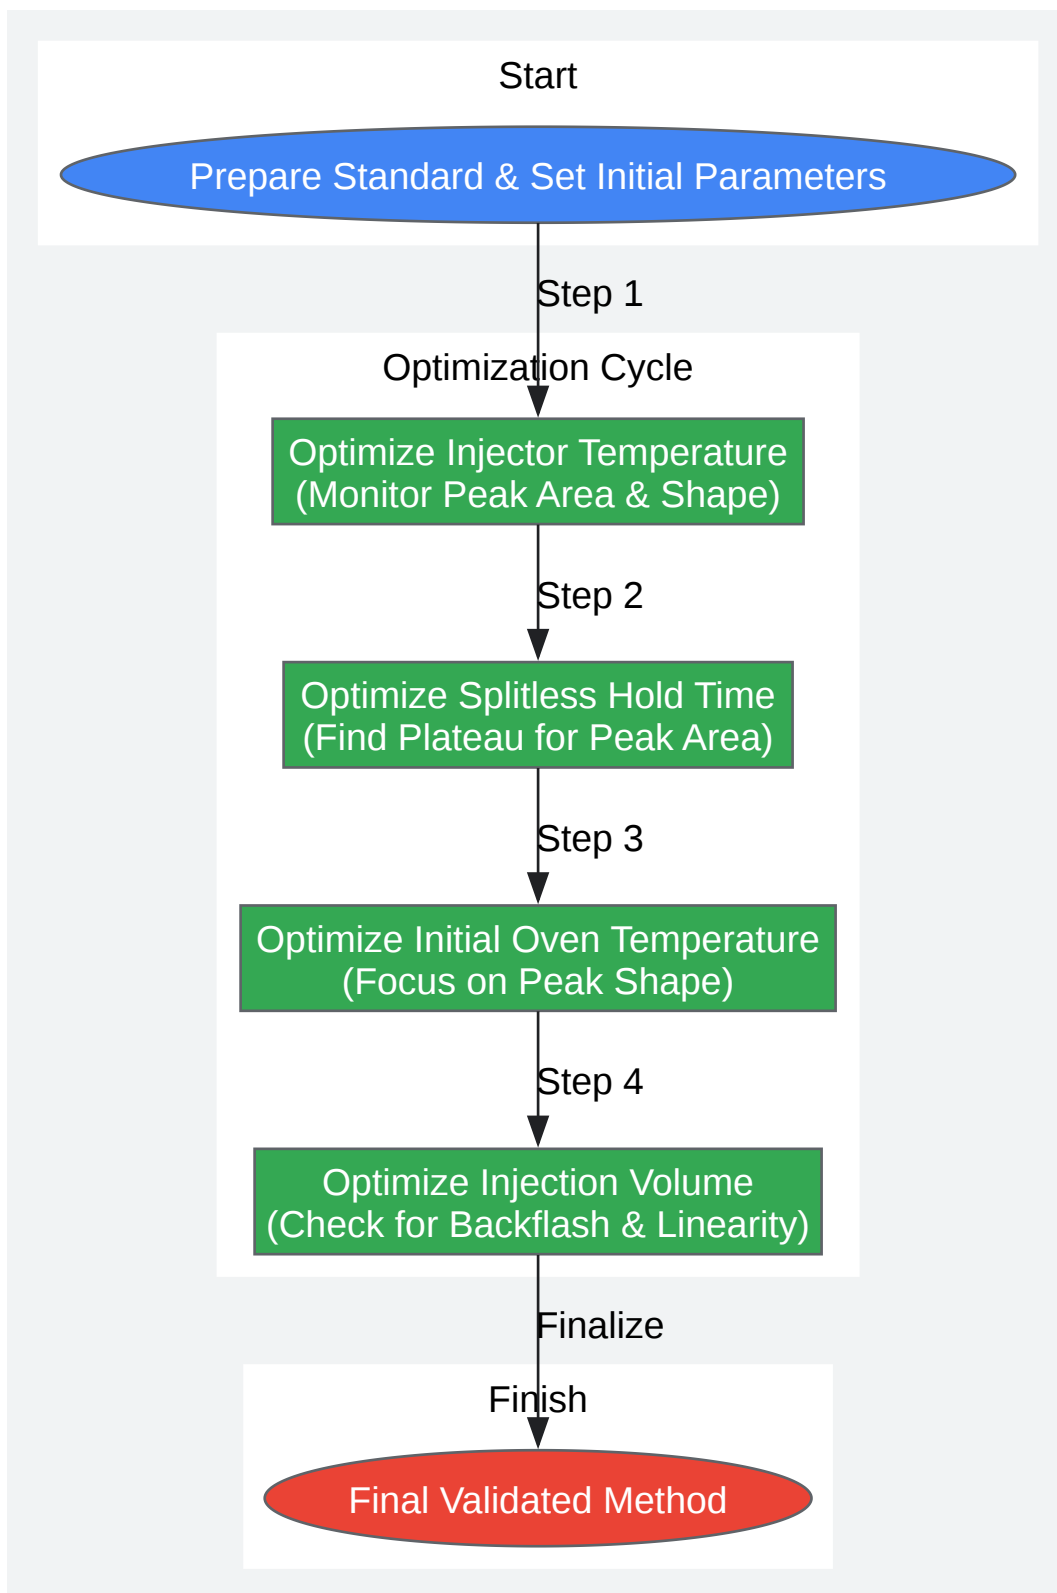 Start
Prepare Standard & Set Initial Parameters
Step 1
Optimization Cycle
Optimize Injector Temperature
(Monitor Peak Area & Shape)
Step 2
Optimize Splitless Hold Time
(Find Plateau for Peak Area)
Step 3
Optimize Initial Oven Temperature
(Focus on Peak Shape)
Step 4
Optimize Injection Volume
(Check for Backflash & Linearity)
Finalize
Finish
Final Validated Method